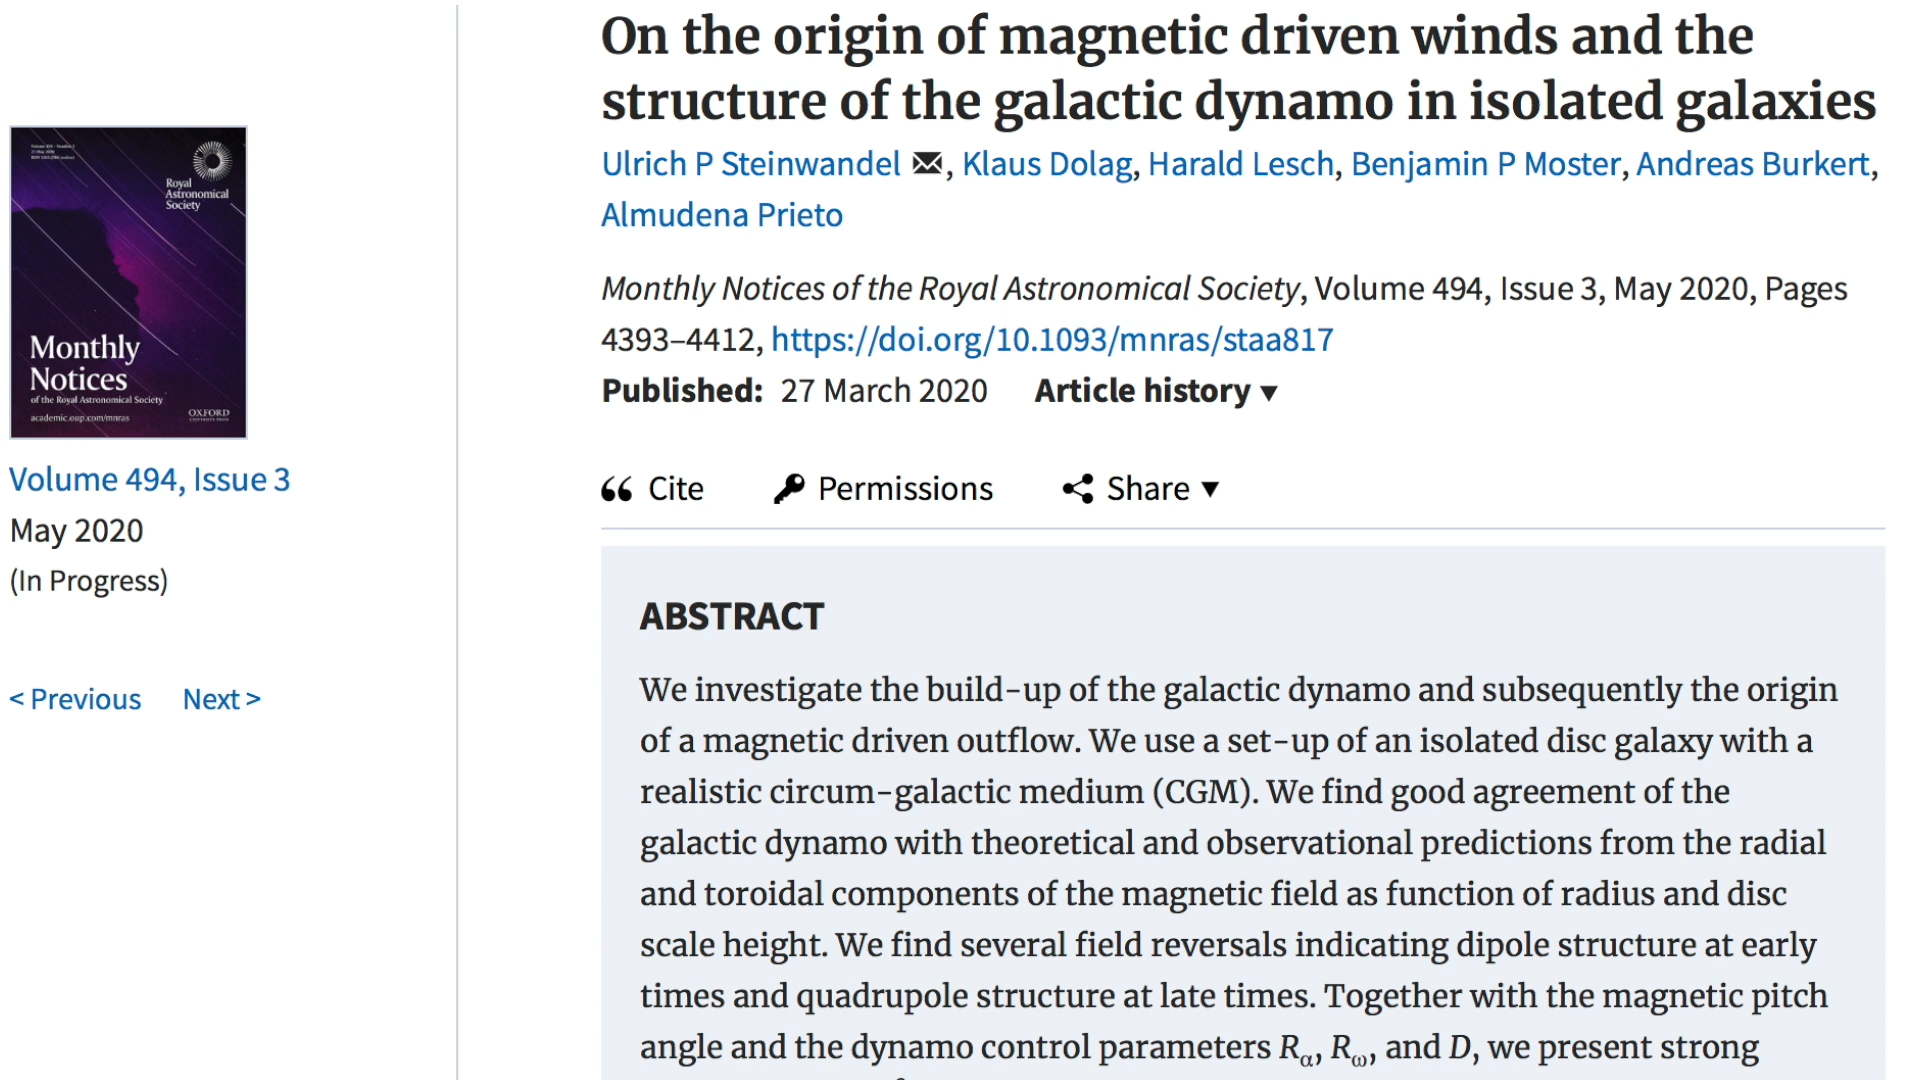 On the origin of magnetic driven winds and the
structure of the galactic dynamo in isolated galaxies
Ulrich P Steinwandel, Klaus Dolag, Harald Lesch, Benjamin P Moster, Andreas Burkert,
Almudena Prieto
Monthly Notices of the Royal Astronomical Society, Volume 494, Issue 3, May 2020, Pages
4393–4412, https://doi.org/10.1093/mnras/staa817
Published: 27 March 2020 Article history ▼
Cite Permissions Share ▼
Royal
Astronomical
Society
Monthly
Notices
of the Royal Astronomical Society
academic.oup.com/mnras
OXFORD
Volume 494, Issue 3
May 2020
(In Progress)
< Previous Next >
ABSTRACT
We investigate the build-up of the galactic dynamo and subsequently the origin
of a magnetic driven outflow. We use a set-up of an isolated disc galaxy with a
realistic circum-galactic medium (CGM). We find good agreement of the
galactic dynamo with theoretical and observational predictions from the radial
and toroidal components of the magnetic field as function of radius and disc
scale height. We find several field reversals indicating dipole structure at early
times and quadrupole structure at late times. Together with the magnetic pitch
angle and the dynamo control parameters Rα, Rω, and D, we present strong